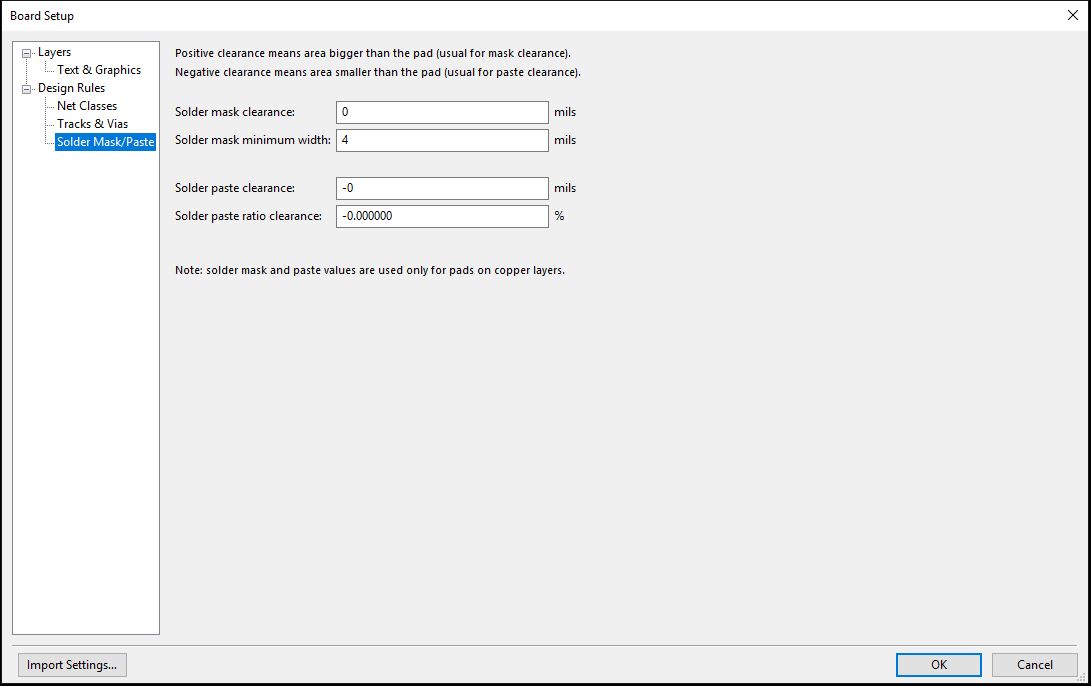 Board Setup
Layers
Text & Graphics
Design Rules
Net Classes
Tracks & Vias
Solder Mask/Paste
Positive clearance means area bigger than the pad (usual for mask clearance).
Negative clearance means area smaller than the pad (usual for paste clearance).
Solder mask clearance: 0 mils
Solder mask minimum width: 4 mils
Solder paste clearance: -0 mils
Solder paste ratio clearance: -0.000000 %
Note: solder mask and paste values are used only for pads on copper layers.
Import Settings... OK Cancel